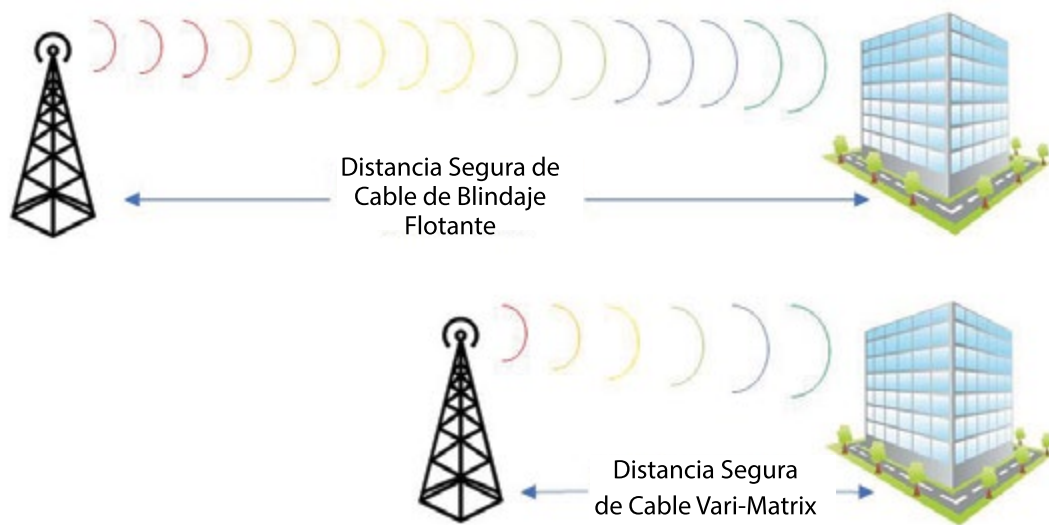 Distancia Segura de
Cable de Blindaje
Flotante
Distancia Segura
de Cable Vari-Matrix